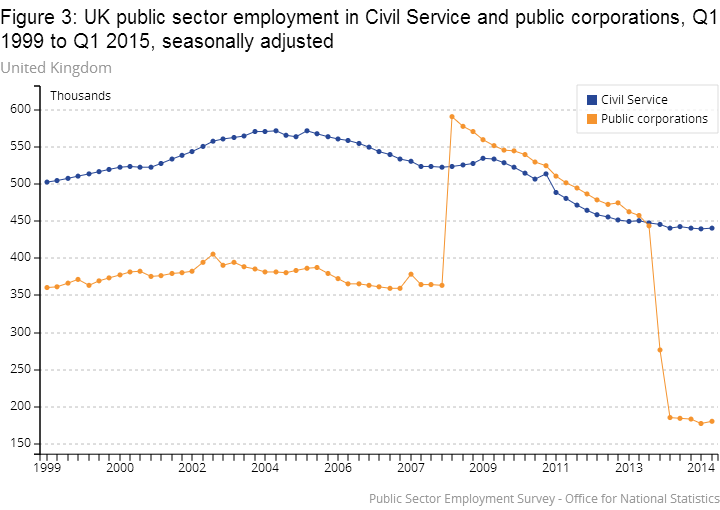 Figure 3: UK public sector employment in Civil Service and public corporations, Q1
1999 to Q1 2015, seasonally adjusted
United Kingdom
Thousands
Civil Service
Public corporations
600
550
500
450
400
350
300
250
200
150
1999 2000 2002 2004 2006 2007 2009 2011 2013 2014
Public Sector Employment Survey - Office for National Statistics